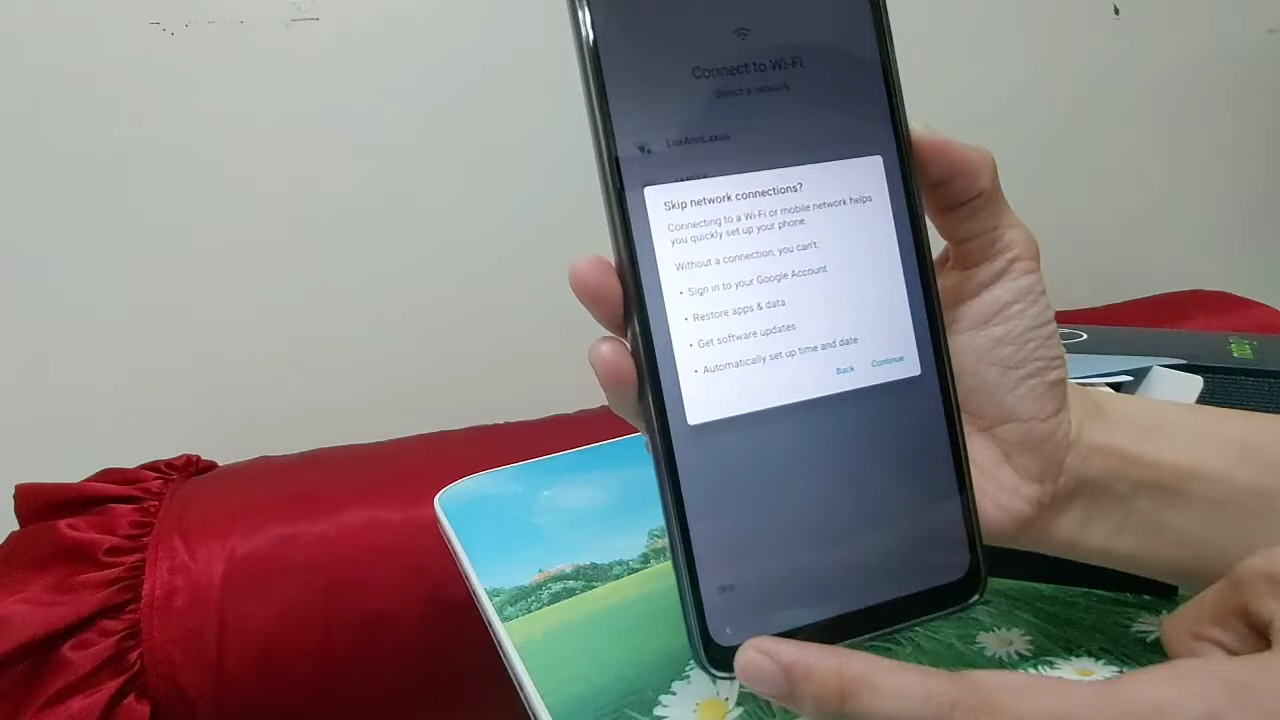 Connect to Wi-Fi
Select a network
Skip network connections?
Connecting to a Wi-Fi or mobile network helps
you quickly set up your phone.
Without a connection, you can't:
• Sign in to your Google Account
• Restore apps & data
• Get software updates
• Automatically set up time and date
Back Continue